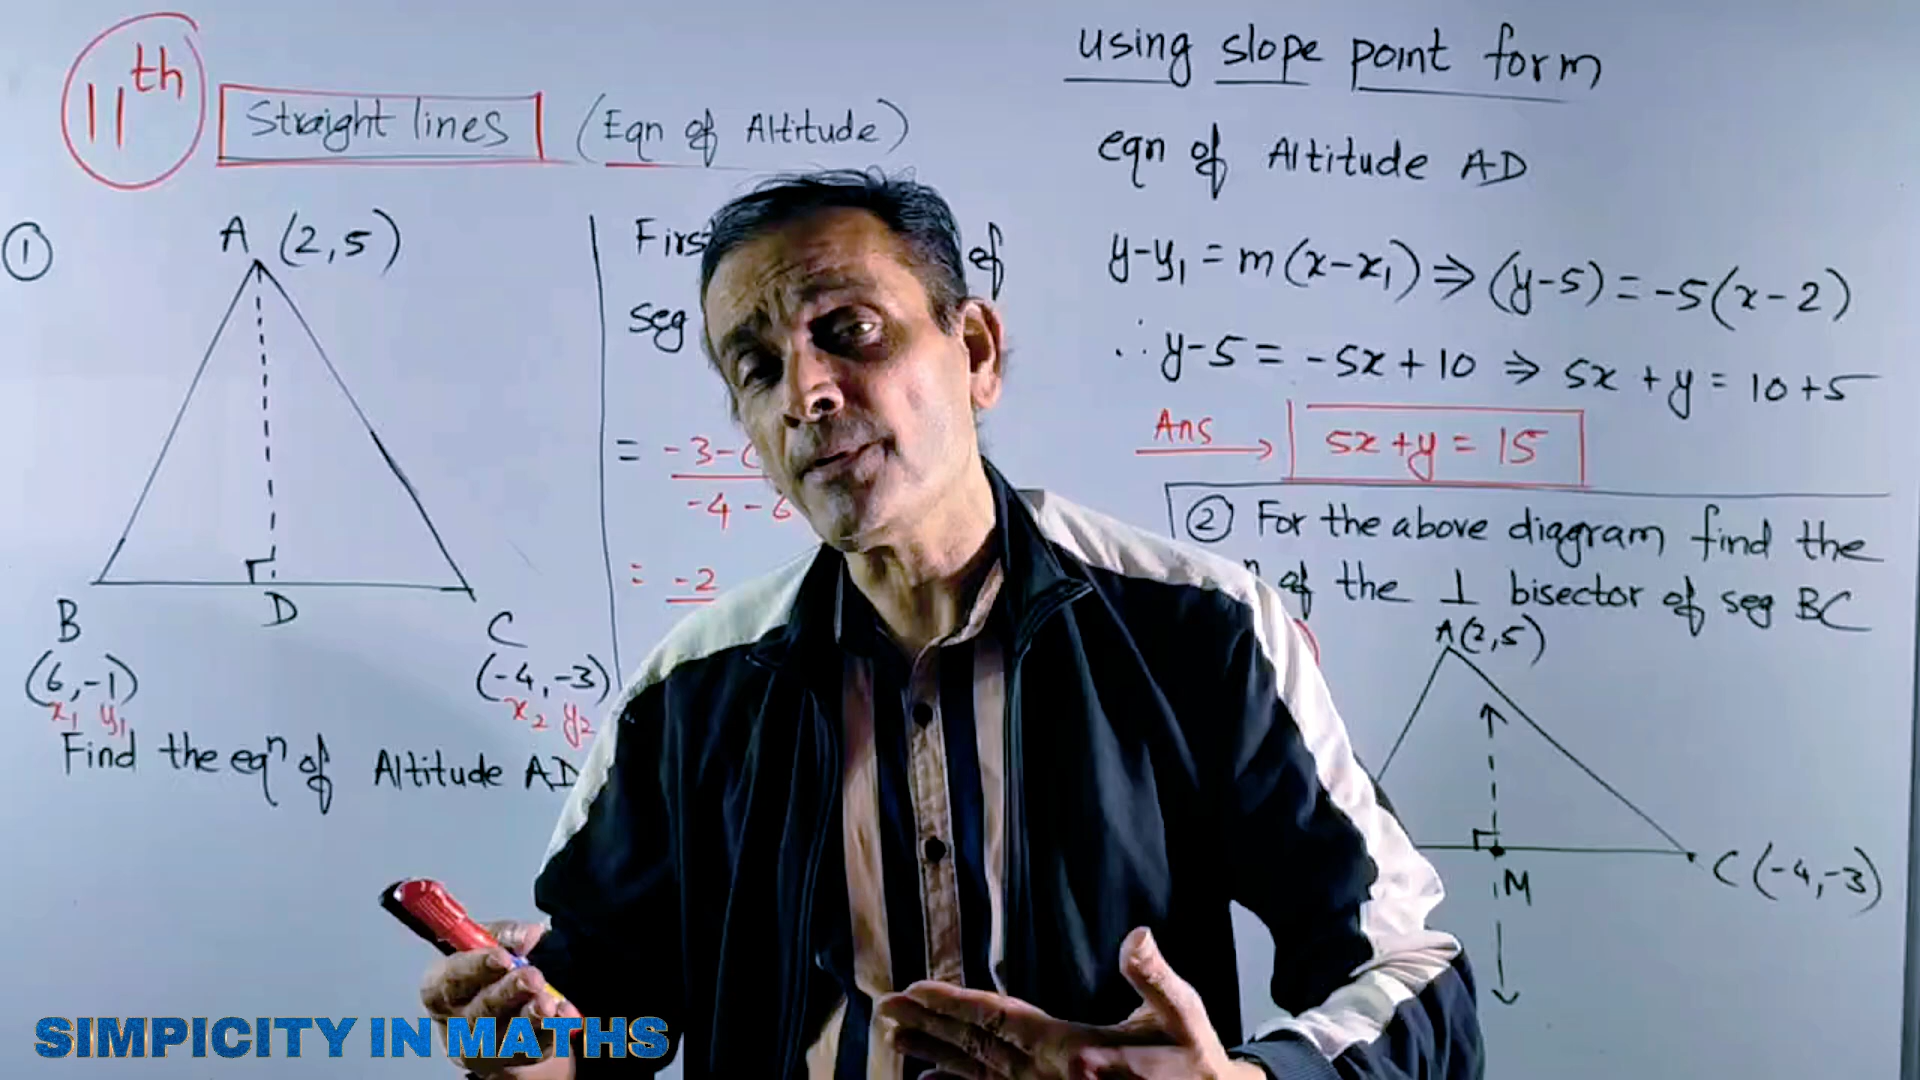 11th
Straight lines (Eqn of Altitude)
1
A (2,5)
B
D
C
(6,-1)
x1 y1
(-4,-3)
x2 y2
Find the eqn of Altitude AD
of
seg
= -3-(
-4-6
= -2
using slope point form
eqn of Altitude AD
y-y1 = m(x-x1) ⇒ (y-5) = -5(x-2)
∴ y-5 = -5x+10 ⇒ 5x+y = 10+5
Ans → 5x+y = 15
2 For the above diagram find the
of the ⊥ bisector of seg BC
A(2,5)
M
C(-4,-3)
SIMPICITY IN MATHS